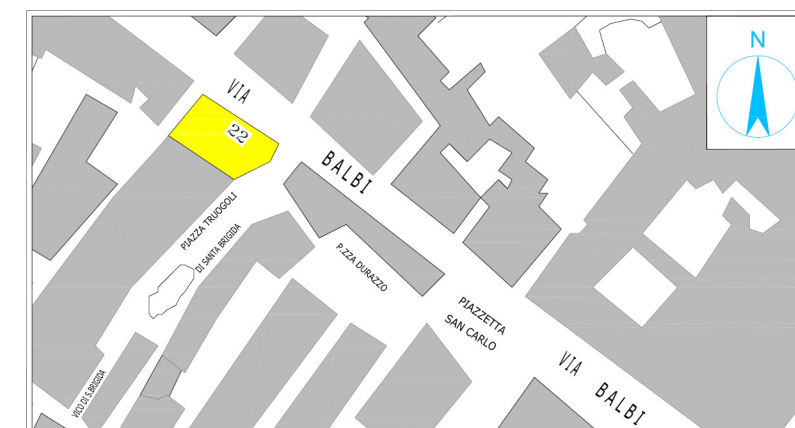 N
VIA
22
BALBI
PIAZZA TRUOGOLI
DI SANTA BRIGIDA
P.ZZA DURAZZO
PIAZZETTA
SAN CARLO
VIA BALBI
VICO DI S.BRIGIDA